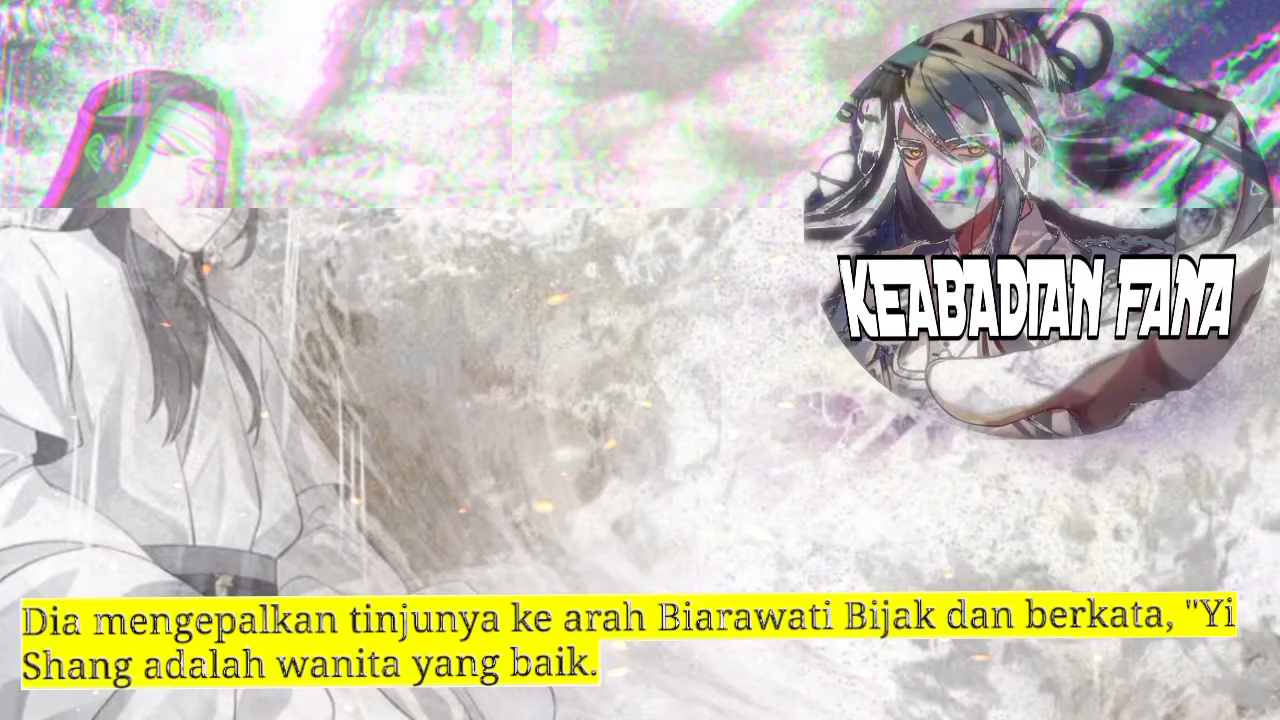 KEABADIAN FANA
Dia mengepalkan tinjunya ke arah Biarawati Bijak dan berkata, "Yi
Shang adalah wanita yang baik.